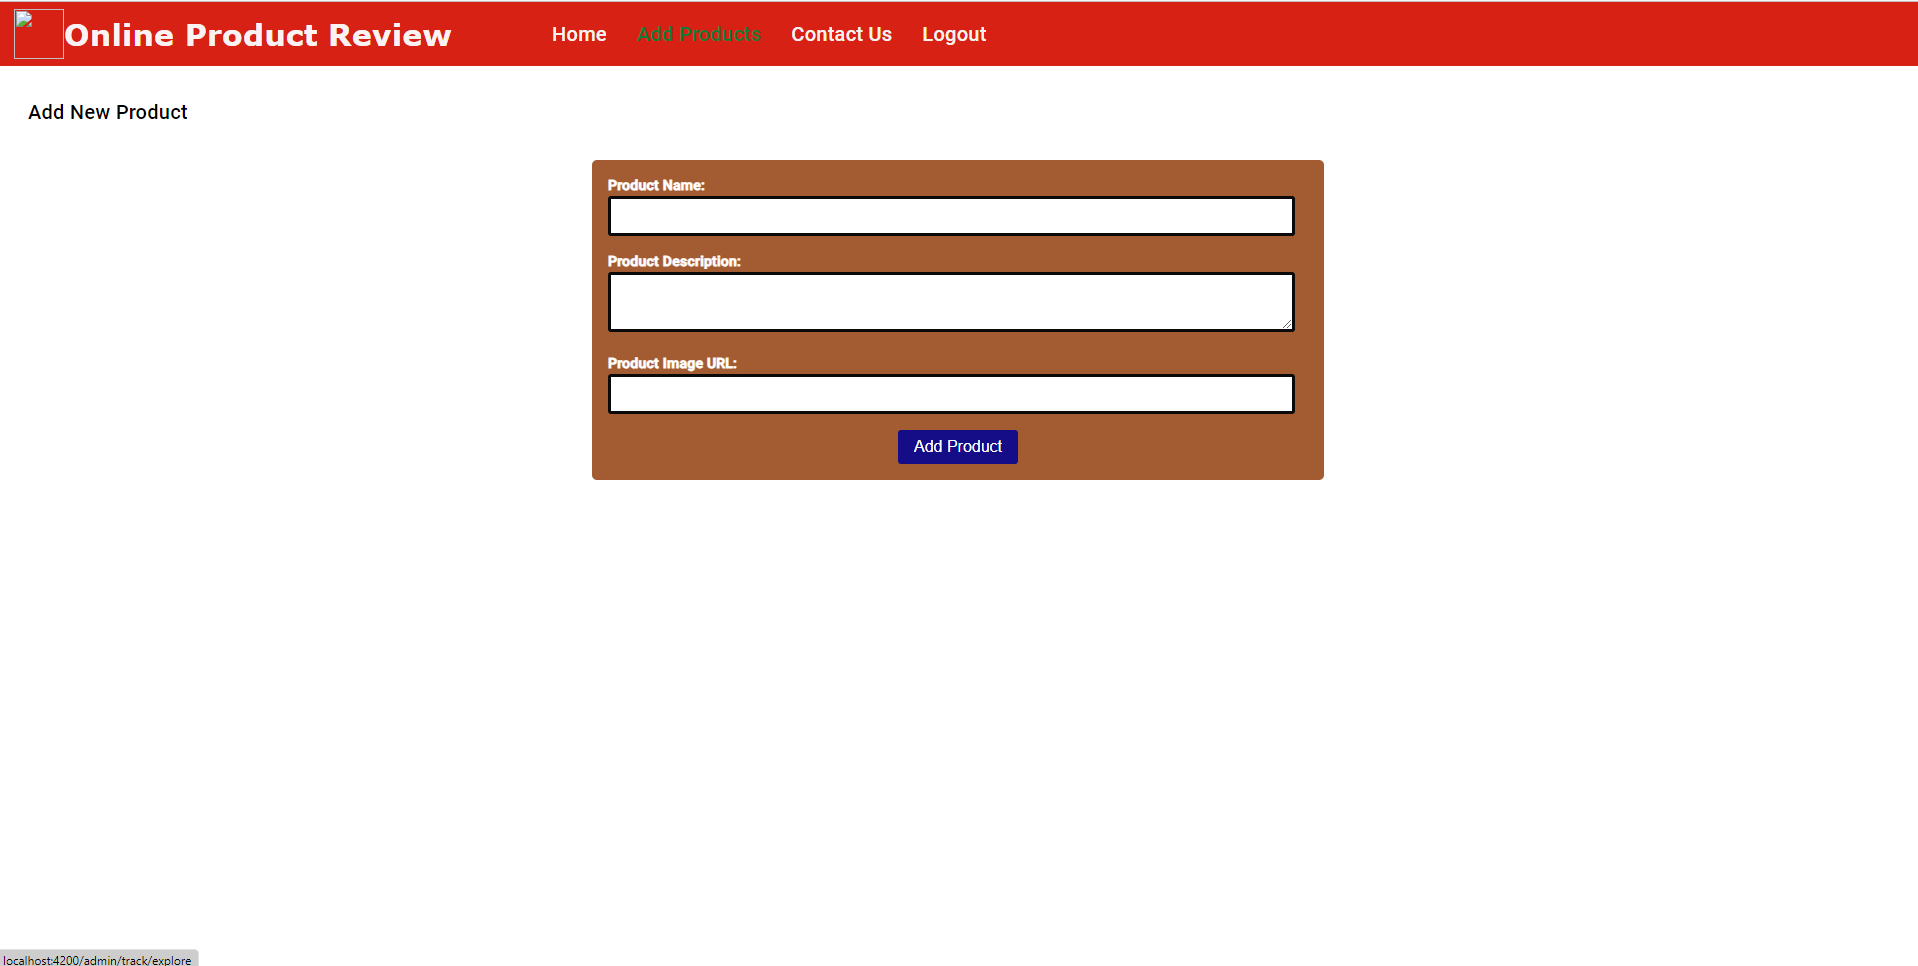 Online Product Review
Home Add Products Contact Us Logout
Add New Product
Product Name:
Product Description:
Product Image URL:
Add Product
localhost:4200/admin/track/explore